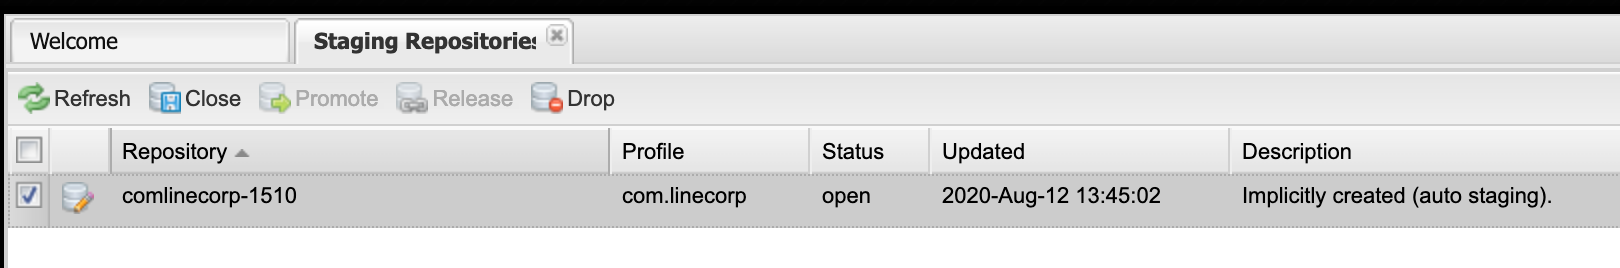 Welcome
Staging Repositories
Refresh Close Promote Release Drop
Repository Profile Status Updated Description
comlinecorp-1510 com.linecorp open 2020-Aug-12 13:45:02 Implicitly created (auto staging).